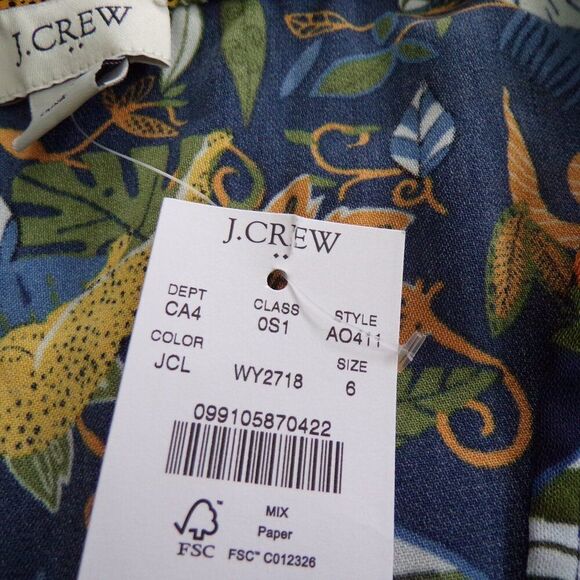 J.CREW
J.CREW
DEPT CLASS STYLE
CA4 0S1 AO411
COLOR SIZE
JCL WY2718 6
099105870422
FSC
MIX
Paper
FSC™ C012326